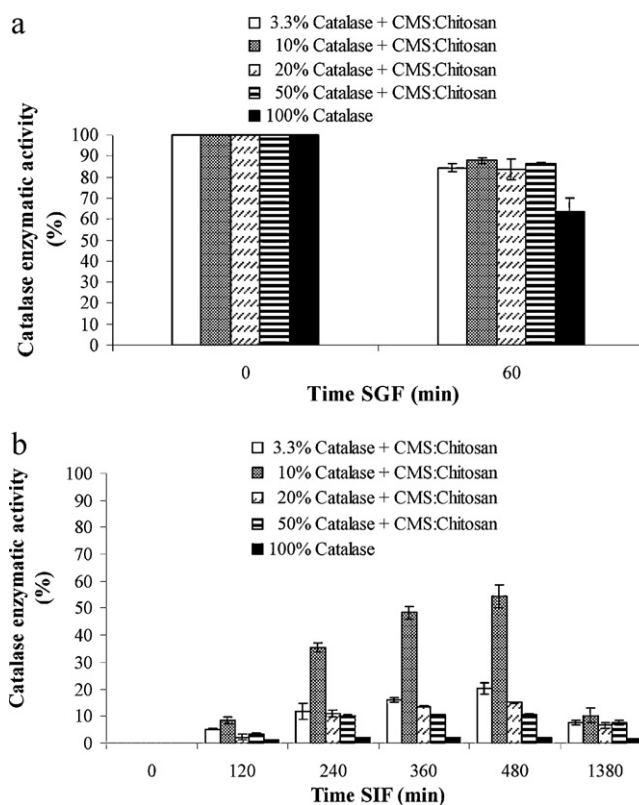 a
3.3% Catalase + CMS:Chitosan
10% Catalase + CMS:Chitosan
20% Catalase + CMS:Chitosan
50% Catalase + CMS:Chitosan
100% Catalase
Catalase enzymatic activity
(%)
100
90
80
70
60
50
40
30
20
10
0
0 60
Time SGF (min)
b
3.3% Catalase + CMS:Chitosan
10% Catalase + CMS:Chitosan
20% Catalase + CMS:Chitosan
50% Catalase + CMS:Chitosan
100% Catalase
Catalase enzymatic activity
(%)
100
90
80
70
60
50
40
30
20
10
0
0 120 240 360 480 1380
Time SIF (min)